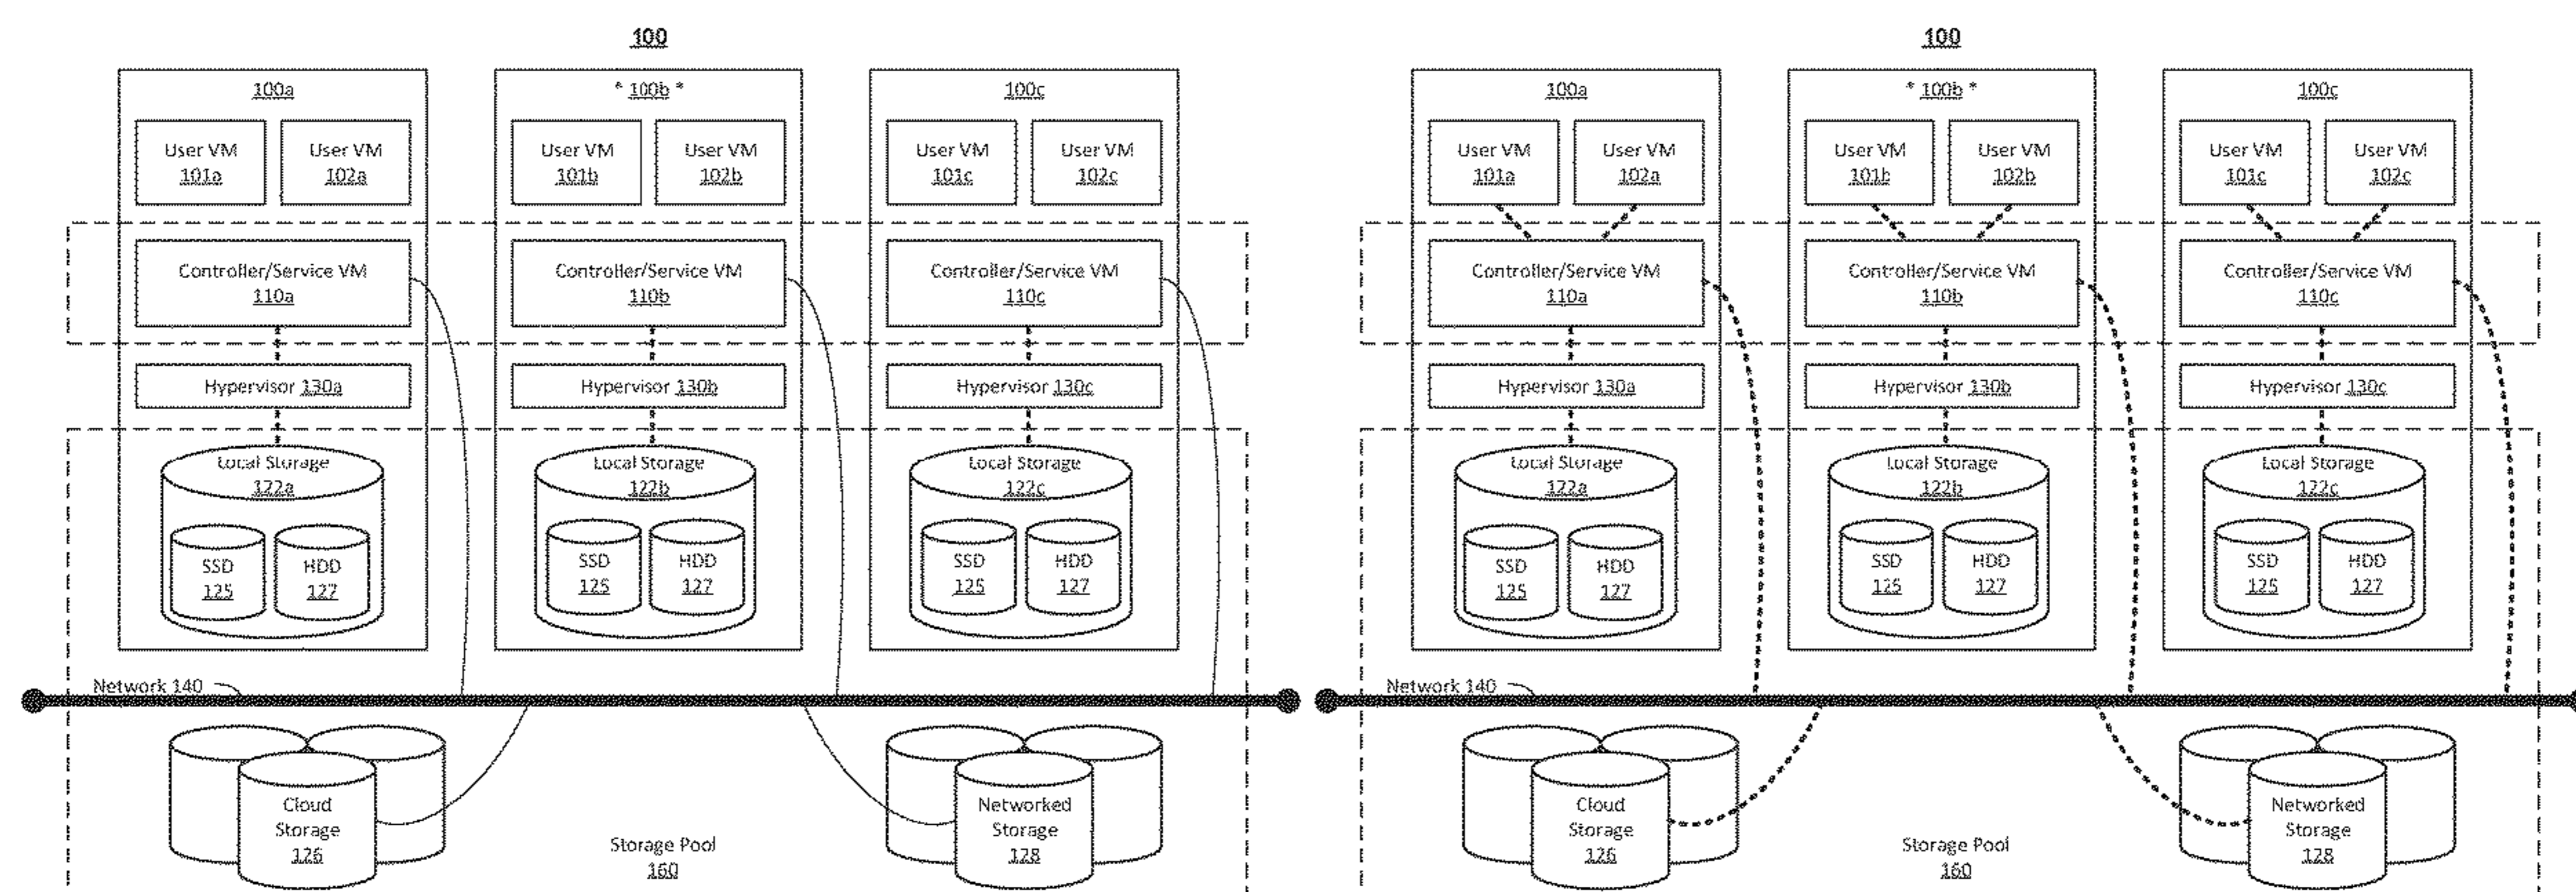 100
100a
* 100b *
100c
User VM
101a
User VM
102a
User VM
101b
User VM
102b
User VM
101c
User VM
102c
Controller/Service VM
110a
Controller/Service VM
110b
Controller/Service VM
110c
Hypervisor 130a
Hypervisor 130b
Hypervisor 130c
Local Storage
122a
Local Storage
122b
Local Storage
122c
SSD
125
HDD
127
SSD
125
HDD
127
SSD
125
HDD
127
Network 140
Cloud
Storage
126
Storage Pool
160
Networked
Storage
128
100
100a
* 100b *
100c
User VM
101a
User VM
102a
User VM
101b
User VM
102b
User VM
101c
User VM
102c
Controller/Service VM
110a
Controller/Service VM
110b
Controller/Service VM
110c
Hypervisor 130a
Hypervisor 130b
Hypervisor 130c
Local Storage
122a
Local Storage
122b
Local Storage
122c
SSD
125
HDD
127
SSD
125
HDD
127
SSD
125
HDD
127
Network 140
Cloud
Storage
126
Storage Pool
160
Networked
Storage
128